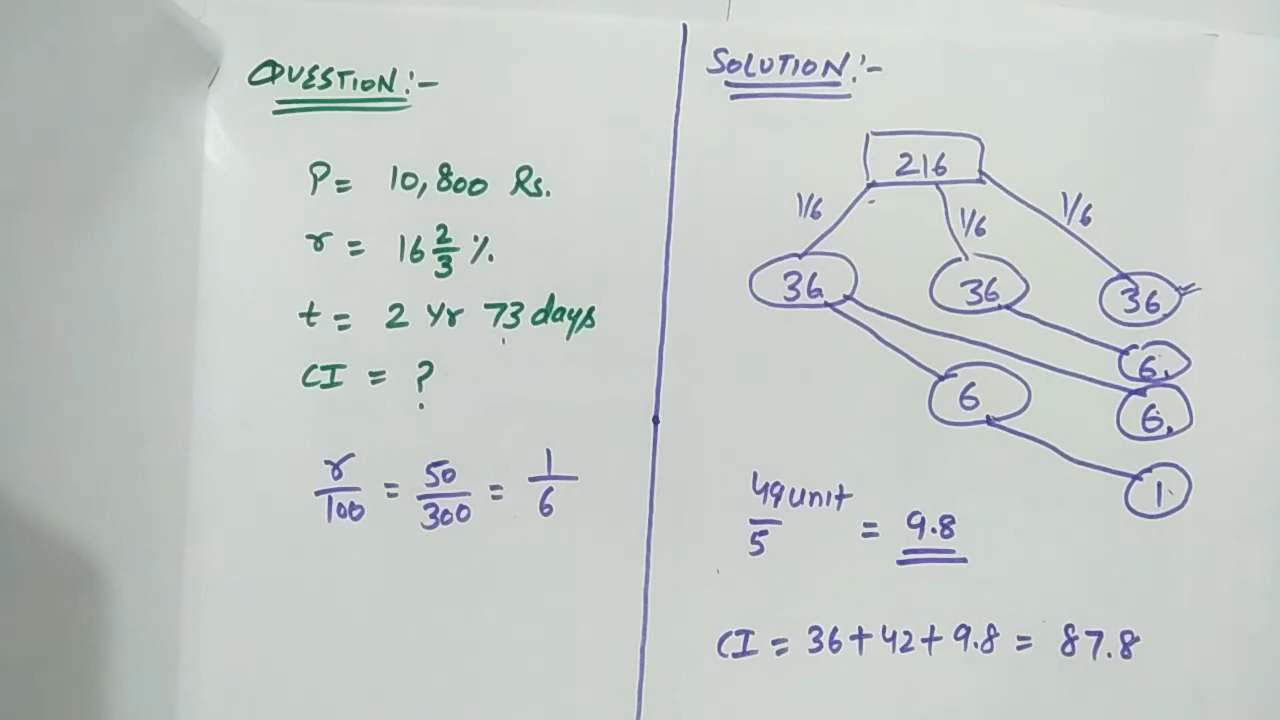 QUESTION:-
P = 10,800 Rs.
r = 16 2/3 %
t = 2 Yr 73 days
CI = ?
r/100 = 50/300 = 1/6
SOLUTION:-
216
1/6 1/6 1/6
36 36 36
6
6 6
1
49 unit/5 = 9.8
CI = 36 + 42 + 9.8 = 87.8